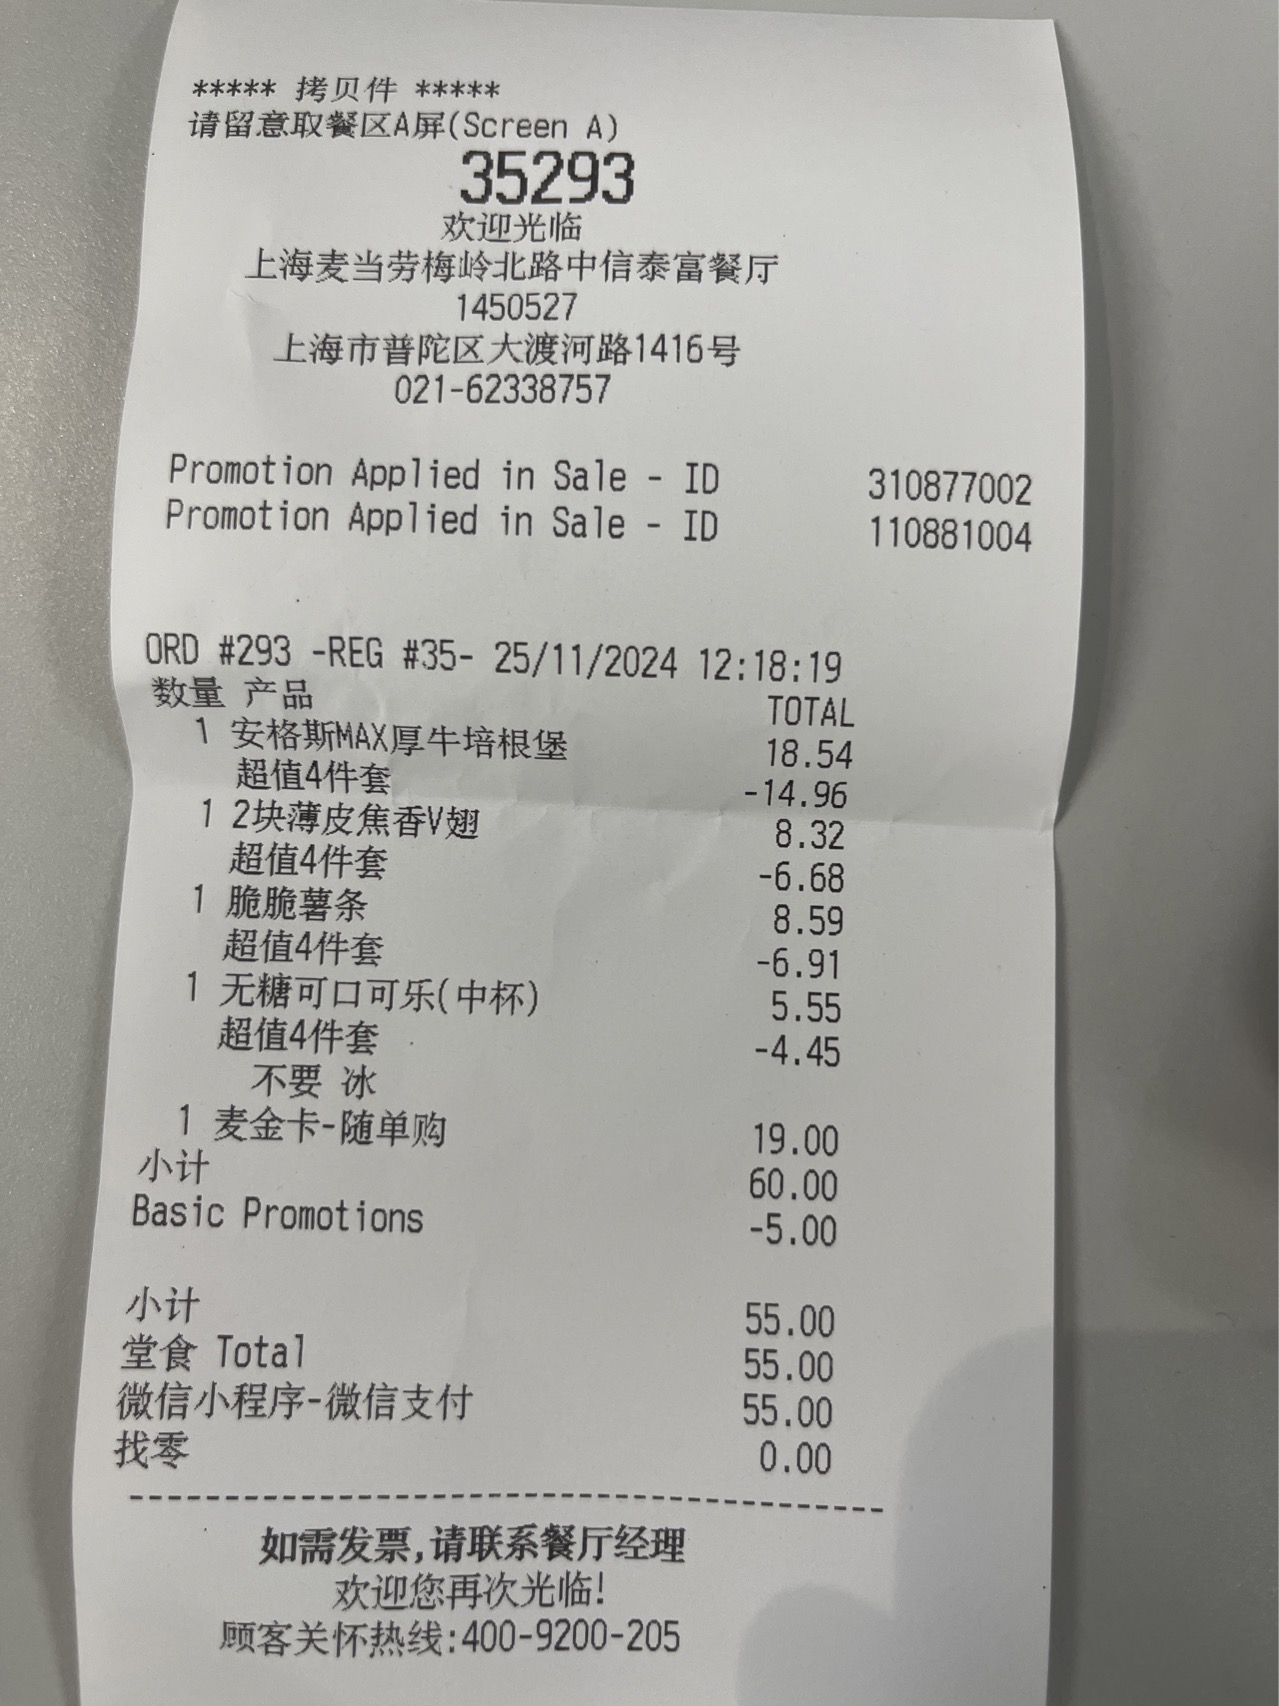 ***** 拷贝件 *****
请留意取餐区A屏(Screen A)
35293
欢迎光临
上海麦当劳梅岭北路中信泰富餐厅
1450527
上海市普陀区大渡河路1416号
021-62338757
Promotion Applied in Sale - ID 310877002
Promotion Applied in Sale - ID 110881004
ORD #293 -REG #35- 25/11/2024 12:18:19
数量 产品 TOTAL
1 安格斯MAX厚牛培根堡 18.54
超值4件套 -14.96
1 2块薄皮焦香V翅 8.32
超值4件套 -6.68
1 脆脆薯条 8.59
超值4件套 -6.91
1 无糖可口可乐(中杯) 5.55
超值4件套 -4.45
不要 冰
1 麦金卡-随单购 19.00
小计 60.00
Basic Promotions -5.00
小计 55.00
堂食 Total 55.00
微信小程序-微信支付 55.00
找零 0.00
--------------------------------------------
如需发票,请联系餐厅经理
欢迎您再次光临!
顾客关怀热线:400-9200-205